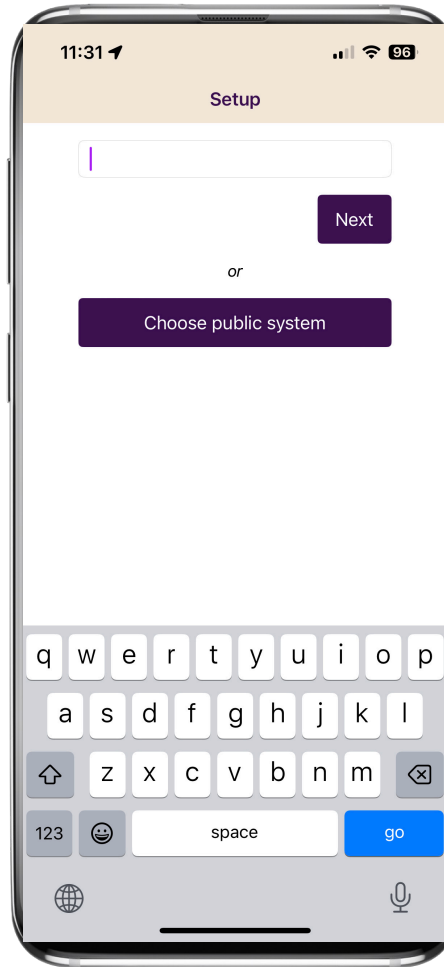 11:31 96
Setup
Next
or
Choose public system
q w e r t y u i o p
a s d f g h j k l
z x c v b n m
123 space go